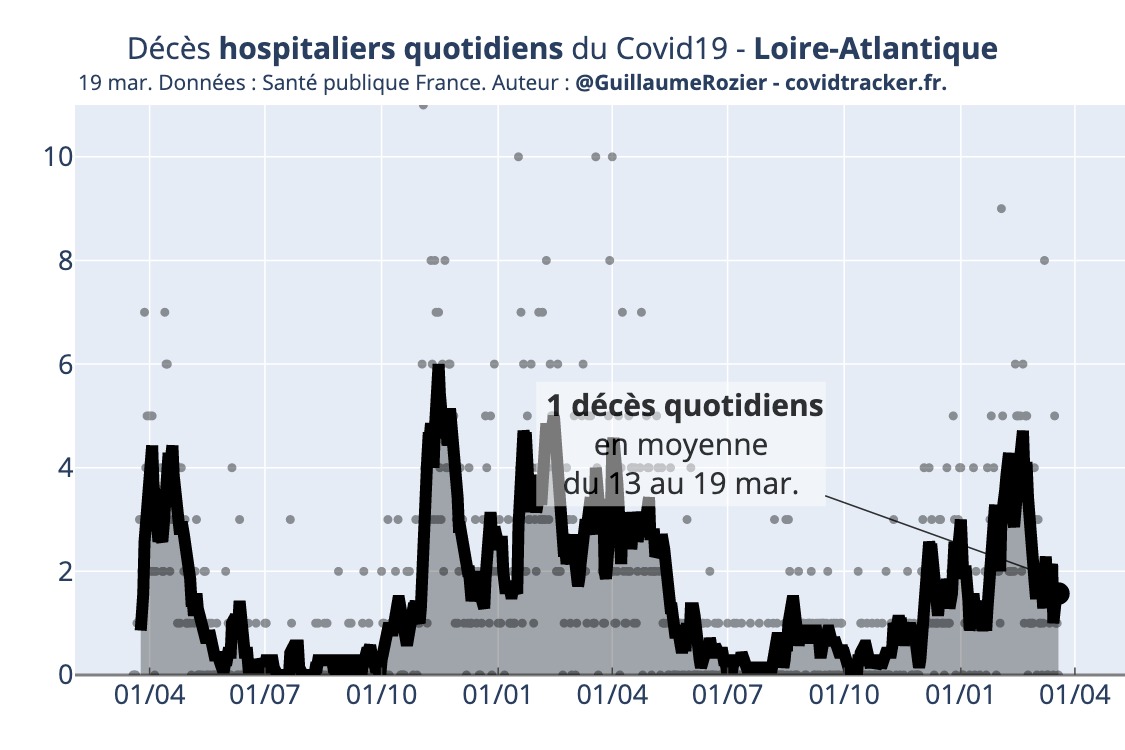 Décès hospitaliers quotidiens du Covid19 - Loire-Atlantique
19 mar. Données : Santé publique France. Auteur : @GuillaumeRozier - covidtracker.fr.
10
8
6
1 décès quotidiens
en moyenne
4
du 13 au 19 mar.
2
0
01/04 01/07 01/10 01/01 01/04 01/07 01/10 01/01 01/04